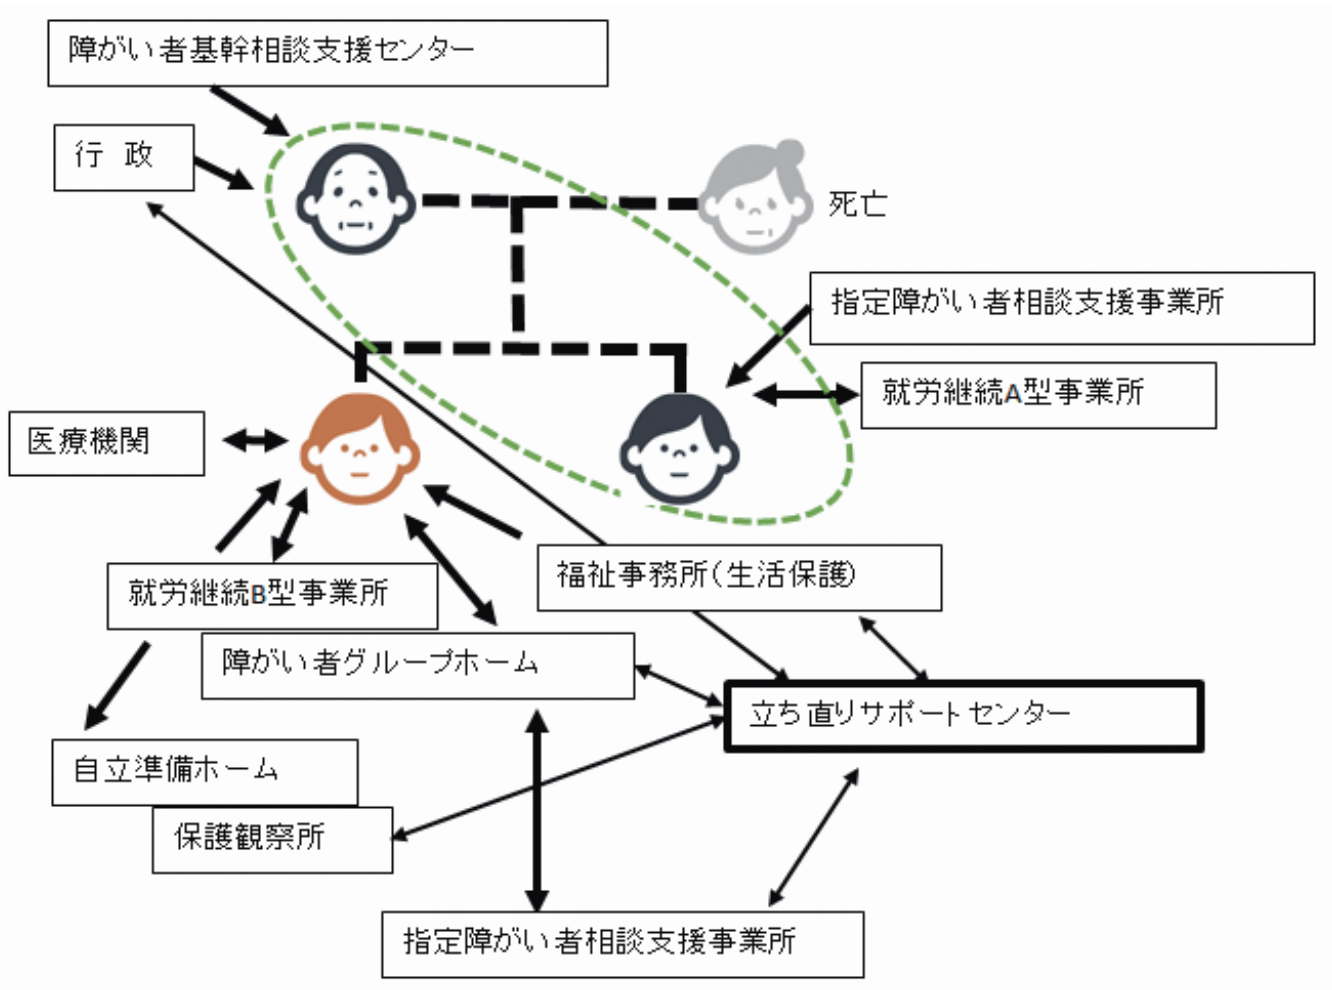 障がい者基幹相談支援センター
行 政
死亡
指定障がい者相談支援事業所
就労継続A型事業所
医療機関
福祉事務所(生活保護)
就労継続B型事業所
障がい者グループホーム
立ち直りサポートセンター
自立準備ホーム
保護観察所
指定障がい者相談支援事業所